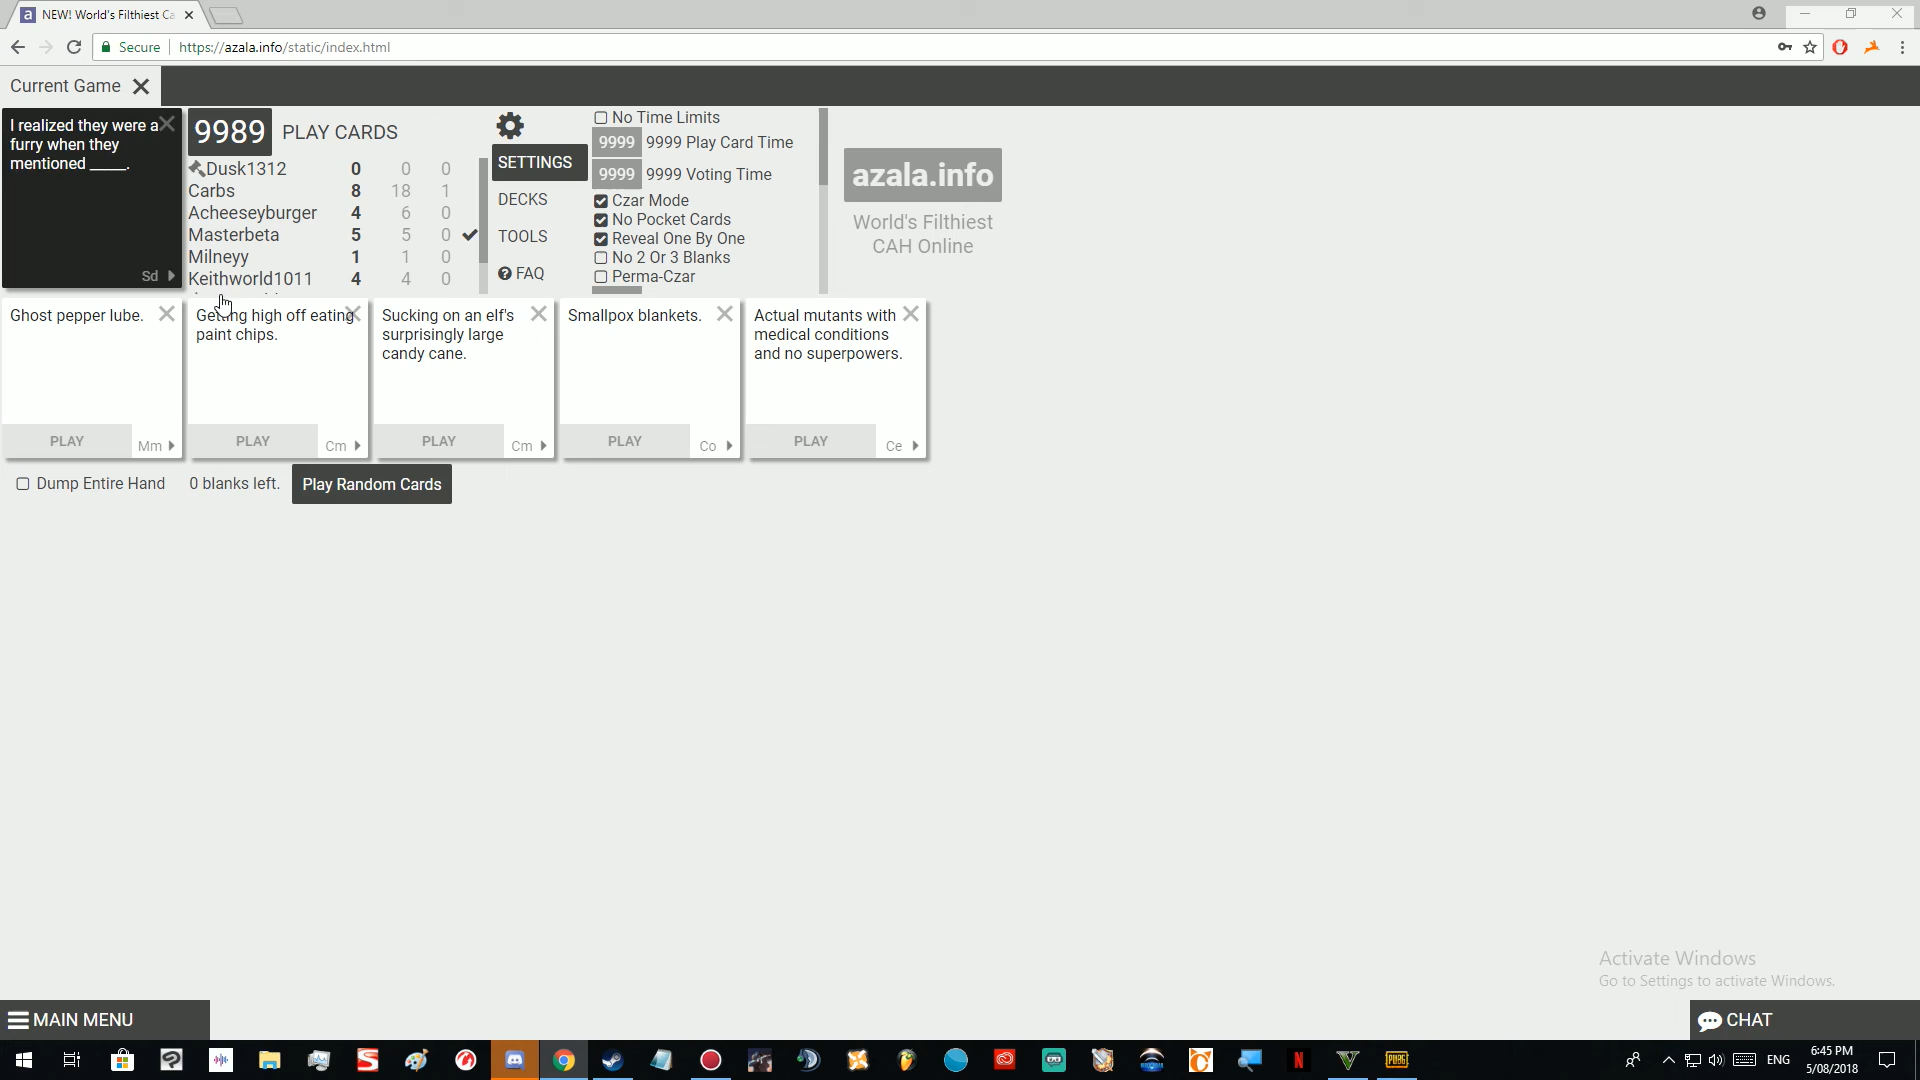 NEW! World's Filthiest Ca
Secure
https://azala.info/static/index.html
Current Game
I realized they were a
furry when they
mentioned _____.
Sd
9989 PLAY CARDS
Dusk1312 0 0 0
Carbs 8 18 1
Acheeseyburger 4 6 0
Masterbeta 5 5 0
Milneyy 1 1 0
Keithworld1011 4 4 0
SETTINGS
DECKS
TOOLS
FAQ
No Time Limits
9999 9999 Play Card Time
9999 9999 Voting Time
Czar Mode
No Pocket Cards
Reveal One By One
No 2 Or 3 Blanks
Perma-Czar
azala.info
World's Filthiest
CAH Online
Ghost pepper lube.
PLAY
Mm
Getting high off eating
paint chips.
PLAY
Cm
Sucking on an elf's
surprisingly large
candy cane.
PLAY
Cm
Smallpox blankets.
PLAY
Co
Actual mutants with
medical conditions
and no superpowers.
PLAY
Ce
Dump Entire Hand
0 blanks left.
Play Random Cards
Activate Windows
Go to Settings to activate Windows.
MAIN MENU
CHAT
ENG
6:45 PM
5/08/2018